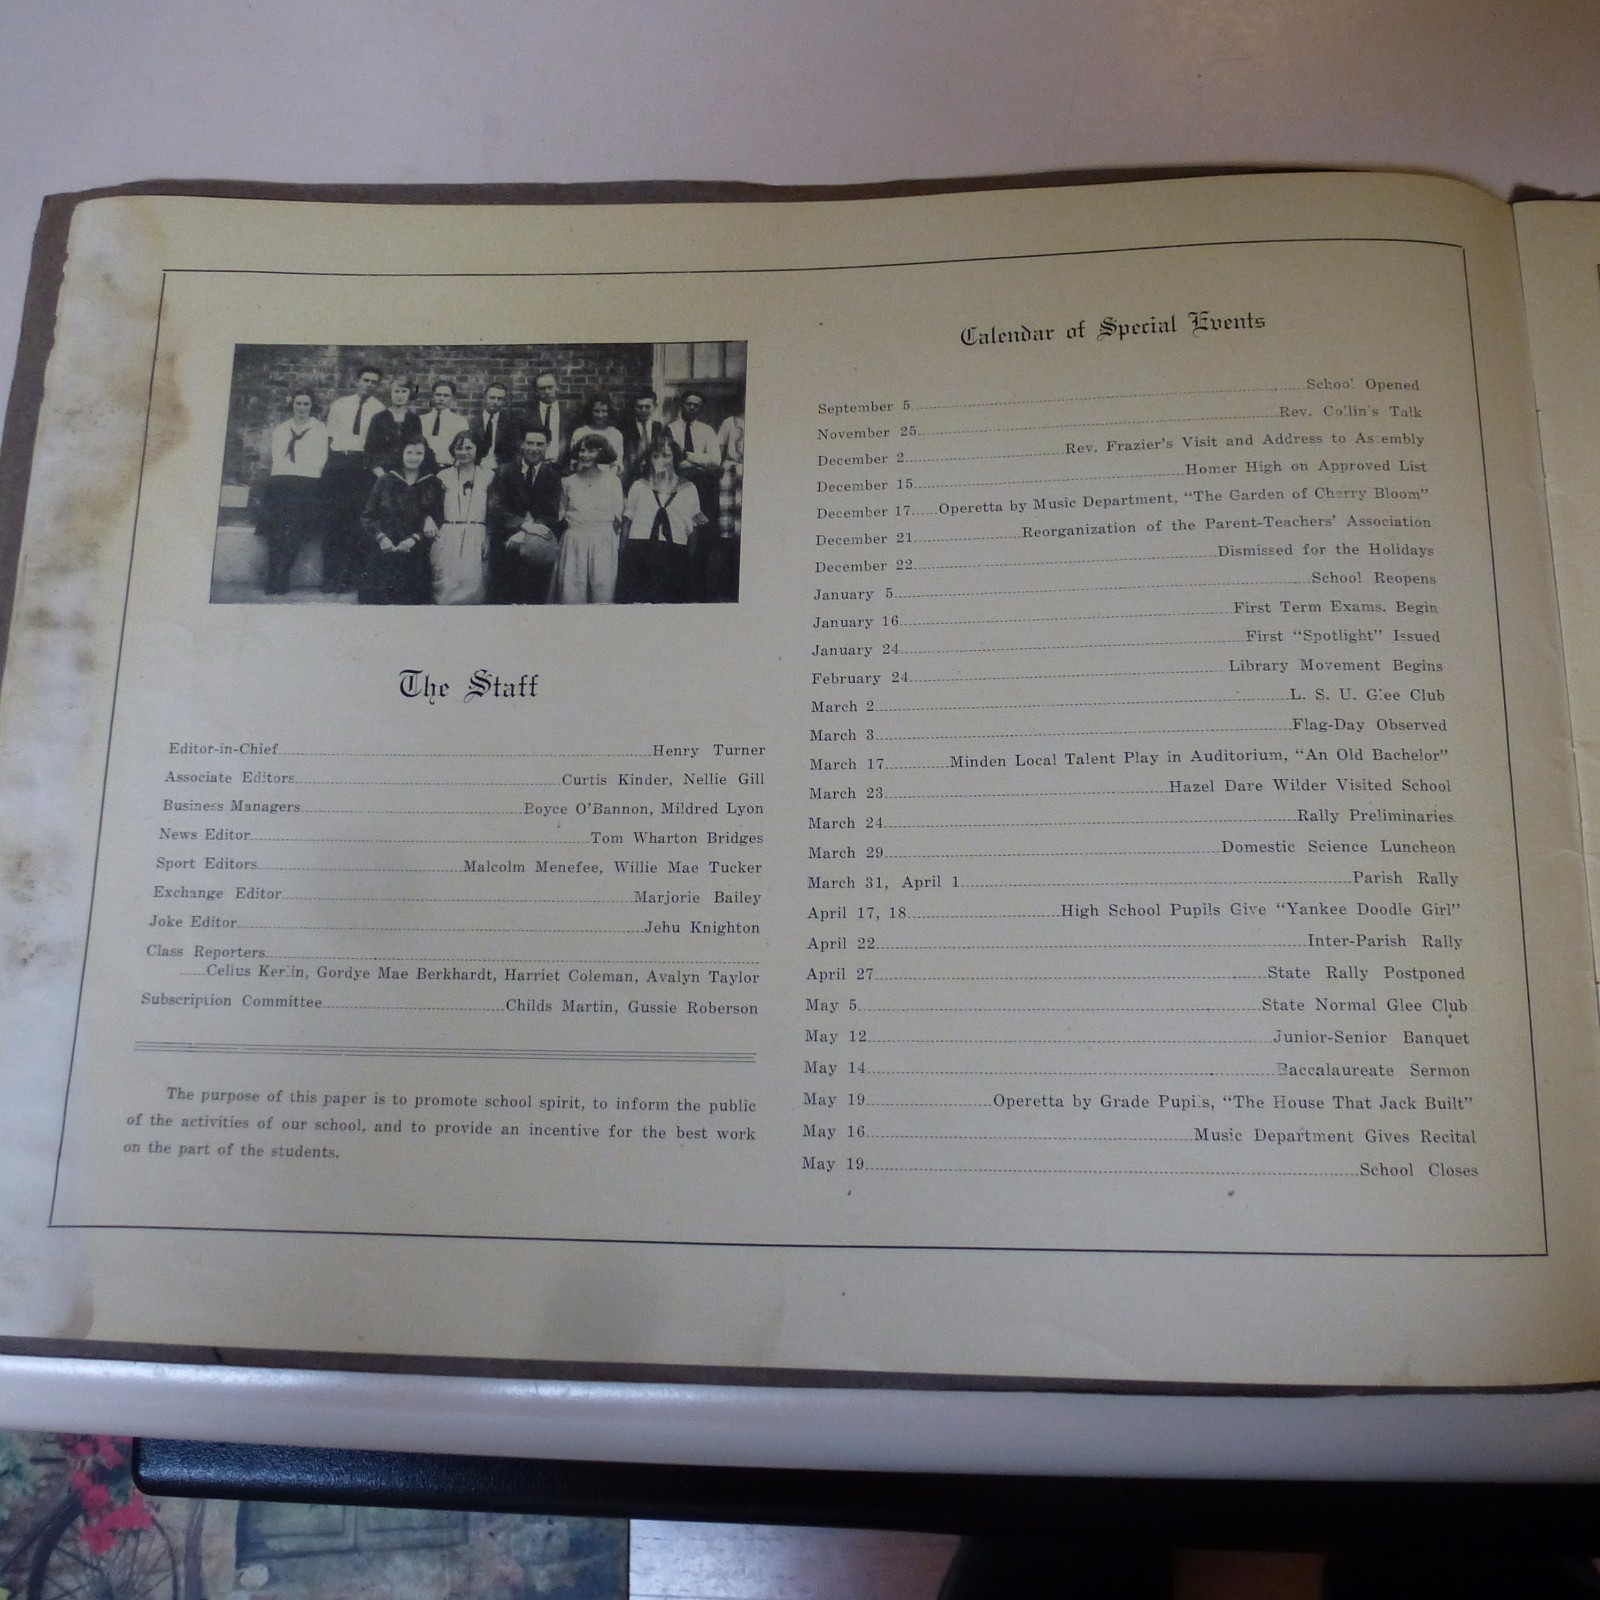 The Staff
Editor-in-Chief Henry Turner
Associate Editors Curtis Kinder, Nellie Gill
Business Managers Boyce O'Bannon, Mildred Lyon
News Editor Tom Wharton Bridges
Sport Editors Malcolm Menefee, Willie Mae Tucker
Exchange Editor Marjorie Bailey
Joke Editor Jehu Knighton
Class Reporters
Celius Kerlin, Gordye Mae Berkhardt, Harriet Coleman, Avalyn Taylor
Subscription Committee Childs Martin, Gussie Roberson
The purpose of this paper is to promote school spirit, to inform the public
of the activities of our school, and to provide an incentive for the best work
on the part of the students.
Calendar of Special Events
September 5 School Opened
November 25 Rev. Collin's Talk
December 2 Rev. Frazier's Visit and Address to Assembly
December 15 Homer High on Approved List
December 17 Operetta by Music Department, "The Garden of Cherry Bloom"
December 21 Reorganization of the Parent-Teachers' Association
December 22 Dismissed for the Holidays
January 5 School Reopens
January 16 First Term Exams. Begin
January 24 First "Spotlight" Issued
February 24 Library Movement Begins
March 2 L. S. U. Glee Club
March 3 Flag-Day Observed
March 17 Minden Local Talent Play in Auditorium, "An Old Bachelor"
March 23 Hazel Dare Wilder Visited School
March 24 Rally Preliminaries
March 29 Domestic Science Luncheon
March 31, April 1 Parish Rally
April 17, 18 High School Pupils Give "Yankee Doodle Girl"
April 22 Inter-Parish Rally
April 27 State Rally Postponed
May 5 State Normal Glee Club
May 12 Junior-Senior Banquet
May 14 Baccalaureate Sermon
May 19 Operetta by Grade Pupils, "The House That Jack Built"
May 16 Music Department Gives Recital
May 19 School Closes